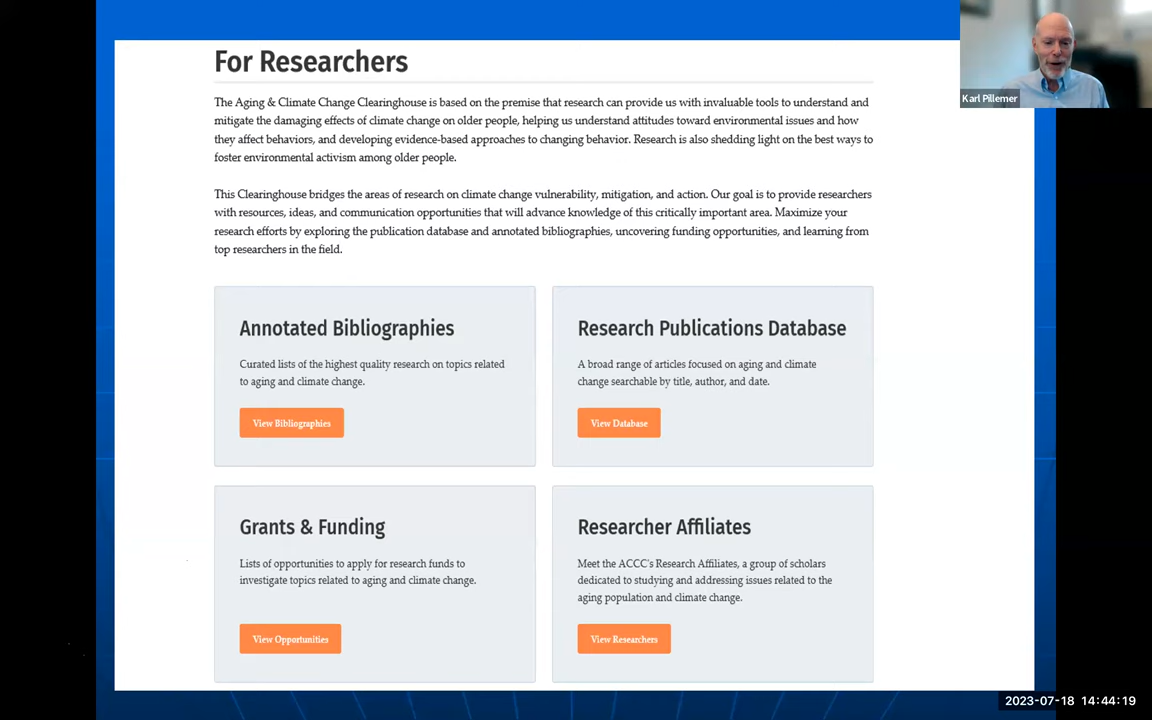 For Researchers
Karl Pillemer
The Aging & Climate Change Clearinghouse is based on the premise that research can provide us with invaluable tools to understand and
mitigate the damaging effects of climate change on older people, helping us understand attitudes toward environmental issues and how
they affect behaviors, and developing evidence-based approaches to changing behavior. Research is also shedding light on the best ways to
foster environmental activism among older people.
This Clearinghouse bridges the areas of research on climate change vulnerability, mitigation, and action. Our goal is to provide researchers
with resources, ideas, and communication opportunities that will advance knowledge of this critically important area. Maximize your
research efforts by exploring the publication database and annotated bibliographies, uncovering funding opportunities, and learning from
top researchers in the field.
Annotated Bibliographies
Curated lists of the highest quality research on topics related
to aging and climate change.
View Bibliographies
Research Publications Database
A broad range of articles focused on aging and climate
change searchable by title, author, and date.
View Database
Grants & Funding
Lists of opportunities to apply for research funds to
investigate topics related to aging and climate change.
View Opportunities
Researcher Affiliates
Meet the ACCC's Research Affiliates, a group of scholars
dedicated to studying and addressing issues related to the
aging population and climate change.
View Researchers
2023-07-18 14:44:19